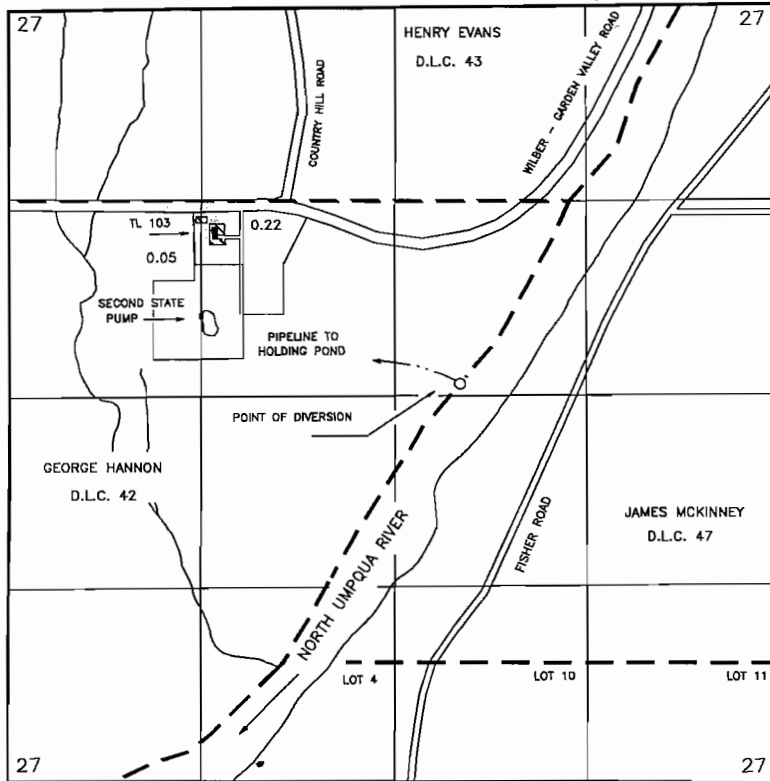 27
27
HENRY EVANS
D.L.C. 43
COUNTRY HILL ROAD
WILBER - GARDEN VALLEY ROAD
TL 103
0.22
0.05
SECOND STATE
PUMP
PIPELINE TO
HOLDING POND
POINT OF DIVERSION
GEORGE HANNON
D.L.C. 42
JAMES MCKINNEY
D.L.C. 47
FISHER ROAD
NORTH UMPQUA RIVER
LOT 4
LOT 10
LOT 11
27
27